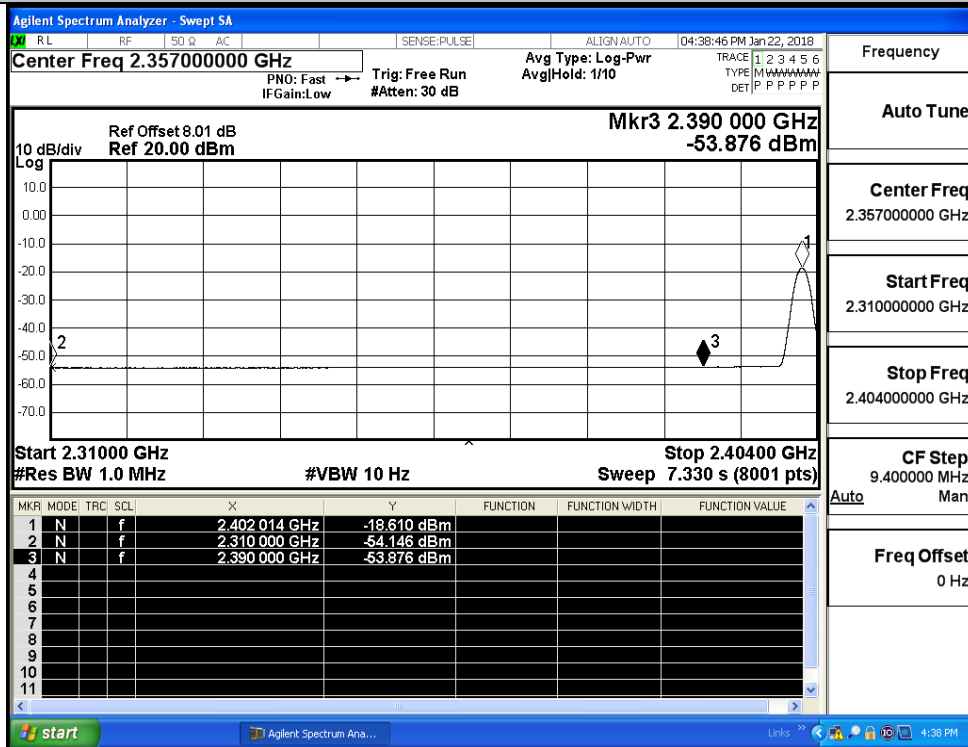 Agilent Spectrum Analyzer - Swept SA
LXI RL RF 50 Ω AC SENSE:PULSE ALIGN AUTO 04:38:46 PM Jan 22, 2018
Center Freq 2.357000000 GHz
PNO: Fast
IFGain:Low
Trig: Free Run
#Atten: 30 dB
Avg Type: Log-Pwr
Avg|Hold: 1/10
TRACE 1 2 3 4 5 6
TYPE M W W W W W
DET P P P P P P
Mkr3 2.390 000 GHz
-53.876 dBm
Ref Offset 8.01 dB
10 dB/div Ref 20.00 dBm
Log
10.0
0.00
-10.0
-20.0
-30.0
-40.0
-50.0
-60.0
-70.0
1
2
3
Start 2.31000 GHz Stop 2.40400 GHz
#Res BW 1.0 MHz #VBW 10 Hz Sweep 7.330 s (8001 pts)
MKR MODE TRC SCL X Y FUNCTION FUNCTION WIDTH FUNCTION VALUE
1 N f 2.402 014 GHz -18.610 dBm
2 N f 2.310 000 GHz -54.146 dBm
3 N f 2.390 000 GHz -53.876 dBm
4
5
6
7
8
9
10
11
Frequency
Auto Tune
Center Freq
2.357000000 GHz
Start Freq
2.310000000 GHz
Stop Freq
2.404000000 GHz
CF Step
9.400000 MHz
Auto Man
Freq Offset
0 Hz
start Agilent Spectrum Ana... Links 4:38 PM